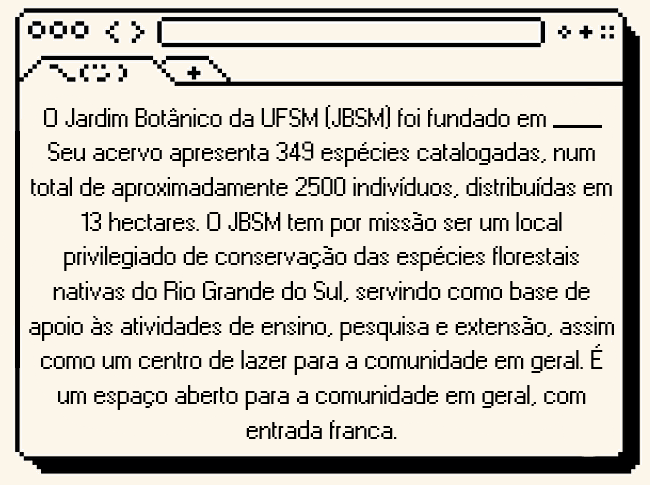 O Jardim Botânico da UFSM (JBSM) foi fundado em ____
Seu acervo apresenta 349 espécies catalogadas, num
total de aproximadamente 2500 indivíduos, distribuídas em
13 hectares. O JBSM tem por missão ser um local
privilegiado de conservação das espécies florestais
nativas do Rio Grande do Sul, servindo como base de
apoio às atividades de ensino, pesquisa e extensão, assim
como um centro de lazer para a comunidade em geral. É
um espaço aberto para a comunidade em geral, com
entrada franca.